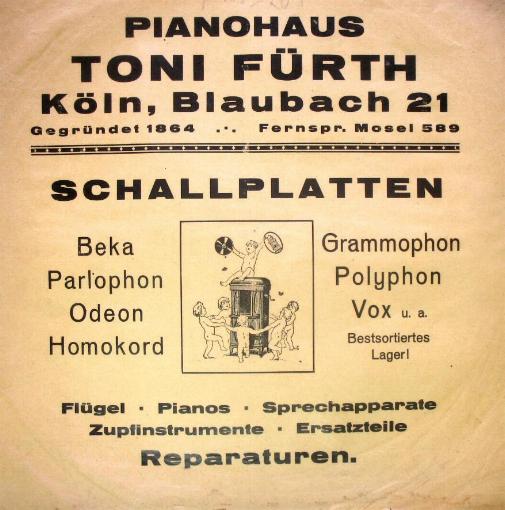 PIANOHAUS
TONI FÜRTH
Köln, Blaubach 21
Gegründet 1864 .·. Fernspr. Mosel 589
SCHALLPLATTEN
Beka
Parlophon
Odeon
Homokord
Grammophon
Polyphon
Vox u. a.
Bestsortiertes
Lager!
Flügel · Pianos · Sprechapparate
Zupfinstrumente · Ersatzteile
Reparaturen.